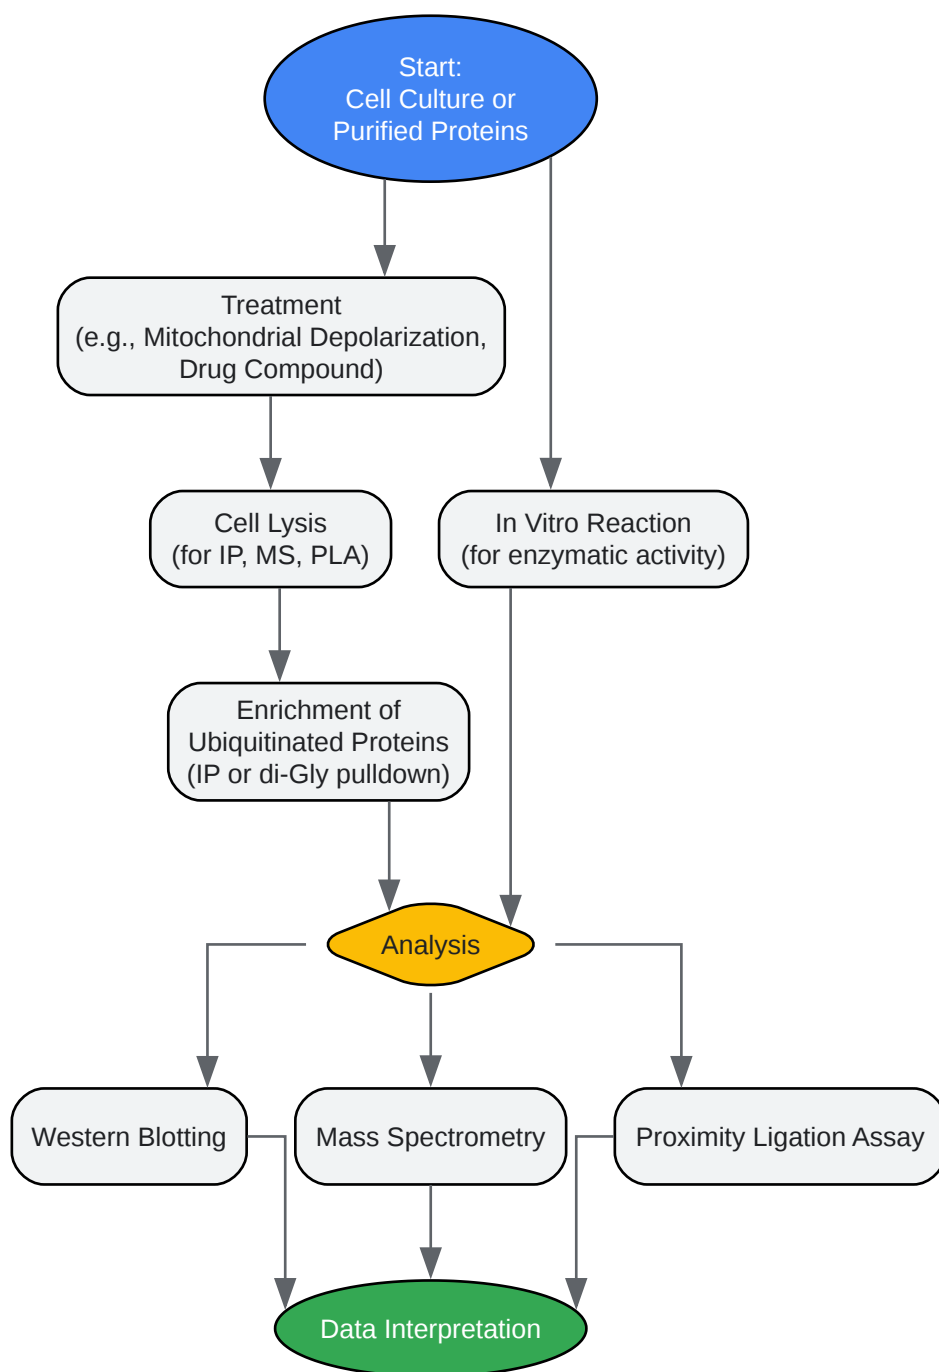 Start:
Cell Culture or
Purified Proteins
Treatment
(e.g., Mitochondrial Depolarization,
Drug Compound)
Cell Lysis
(for IP, MS, PLA)
In Vitro Reaction
(for enzymatic activity)
Enrichment of
Ubiquitinated Proteins
(IP or di-Gly pulldown)
Analysis
Western Blotting
Mass Spectrometry
Proximity Ligation Assay
Data Interpretation